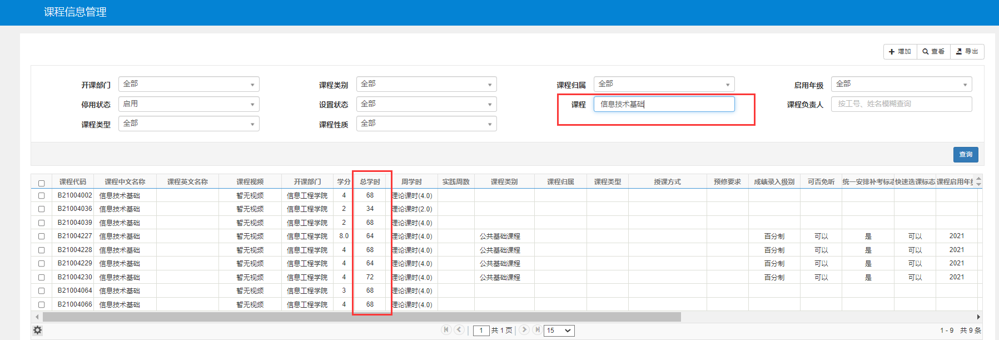 课程信息管理
增加 查看 导出
开课部门 全部 课程类别 全部 课程归属 全部 启用年级 全部
停用状态 启用 设置状态 全部 课程 信息技术基础 课程负责人 按工号、姓名模糊查询
课程类型 全部 课程性质 全部
查询
课程代码 课程中文名称 课程英文名称 课程视频 开课部门 学分 总学时 周学时 实践周数 课程类别 课程归属 课程类型 授课方式 预修要求 成绩录入级别 可否免听 统一安排补考标志 快速选课标志 课程启用年级
B21004002 信息技术基础 暂无视频 信息工程学院 4 68 理论课时(4.0)
B21004036 信息技术基础 暂无视频 信息工程学院 2 34 理论课时(2.0)
B21004039 信息技术基础 暂无视频 信息工程学院 2 68 理论课时(4.0)
B21004227 信息技术基础 暂无视频 信息工程学院 8.0 64 理论课时(4.0) 公共基础课程 百分制 可以 是 可以 2021
B21004228 信息技术基础 暂无视频 信息工程学院 4 68 理论课时(4.0) 公共基础课程 百分制 可以 是 可以 2021
B21004229 信息技术基础 暂无视频 信息工程学院 4 64 理论课时(4.0) 公共基础课程 百分制 可以 是 可以 2021
B21004230 信息技术基础 暂无视频 信息工程学院 4 72 理论课时(4.0) 公共基础课程 百分制 可以 是 可以 2021
B21004064 信息技术基础 暂无视频 信息工程学院 3 68 理论课时(4.0)
B21004066 信息技术基础 暂无视频 信息工程学院 4 68 理论课时(4.0)
1 共 1 页 15 1 - 9 共 9 条